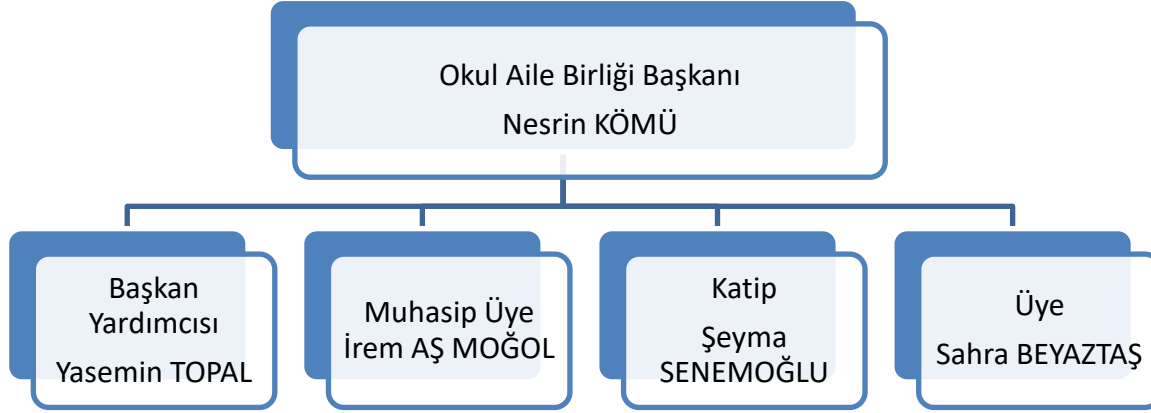 Okul Aile Birliği Başkanı
Nesrin KÖMÜ
Başkan
Yardımcısı
Yasemin TOPAL
Muhasip Üye
İrem AŞ MOĞOL
Katip
Şeyma
SENEMOĞLU
Üye
Sahra BEYAZTAŞ